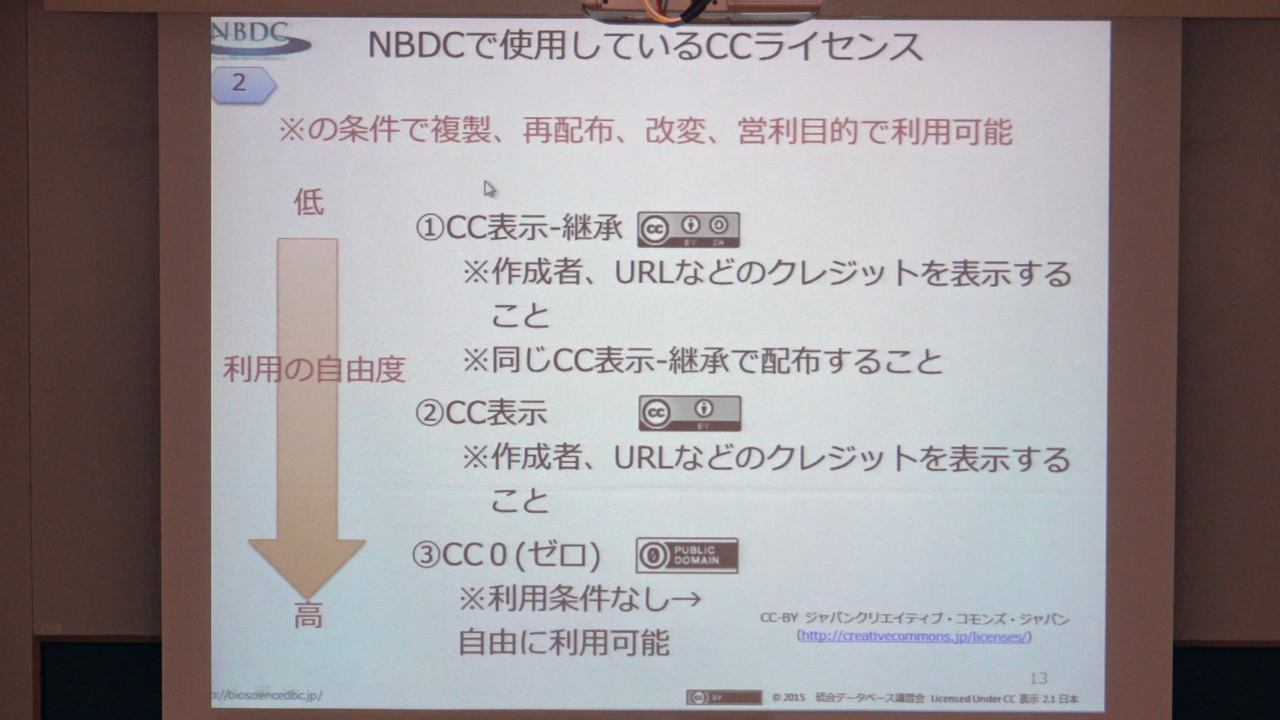 NBDC
NBDCで使用しているCCライセンス
2
※の条件で複製、再配布、改変、営利目的で利用可能
低
①CC表示-継承
cc BY SA
※作成者、URLなどのクレジットを表示する
こと
利用の自由度
※同じCC表示-継承で配布すること
②CC表示
cc BY
※作成者、URLなどのクレジットを表示する
こと
③CC０(ゼロ)
0 PUBLIC
DOMAIN
※利用条件なし→
高
自由に利用可能
CC-BY ジャパンクリエイティブ・コモンズ・ジャパン
(http://creativecommons.jp/licenses/)
13
://biosciencedbc.jp/
cc BY
© 2015 統合データベース講習会 Licensed Under CC 表示 2.1 日本